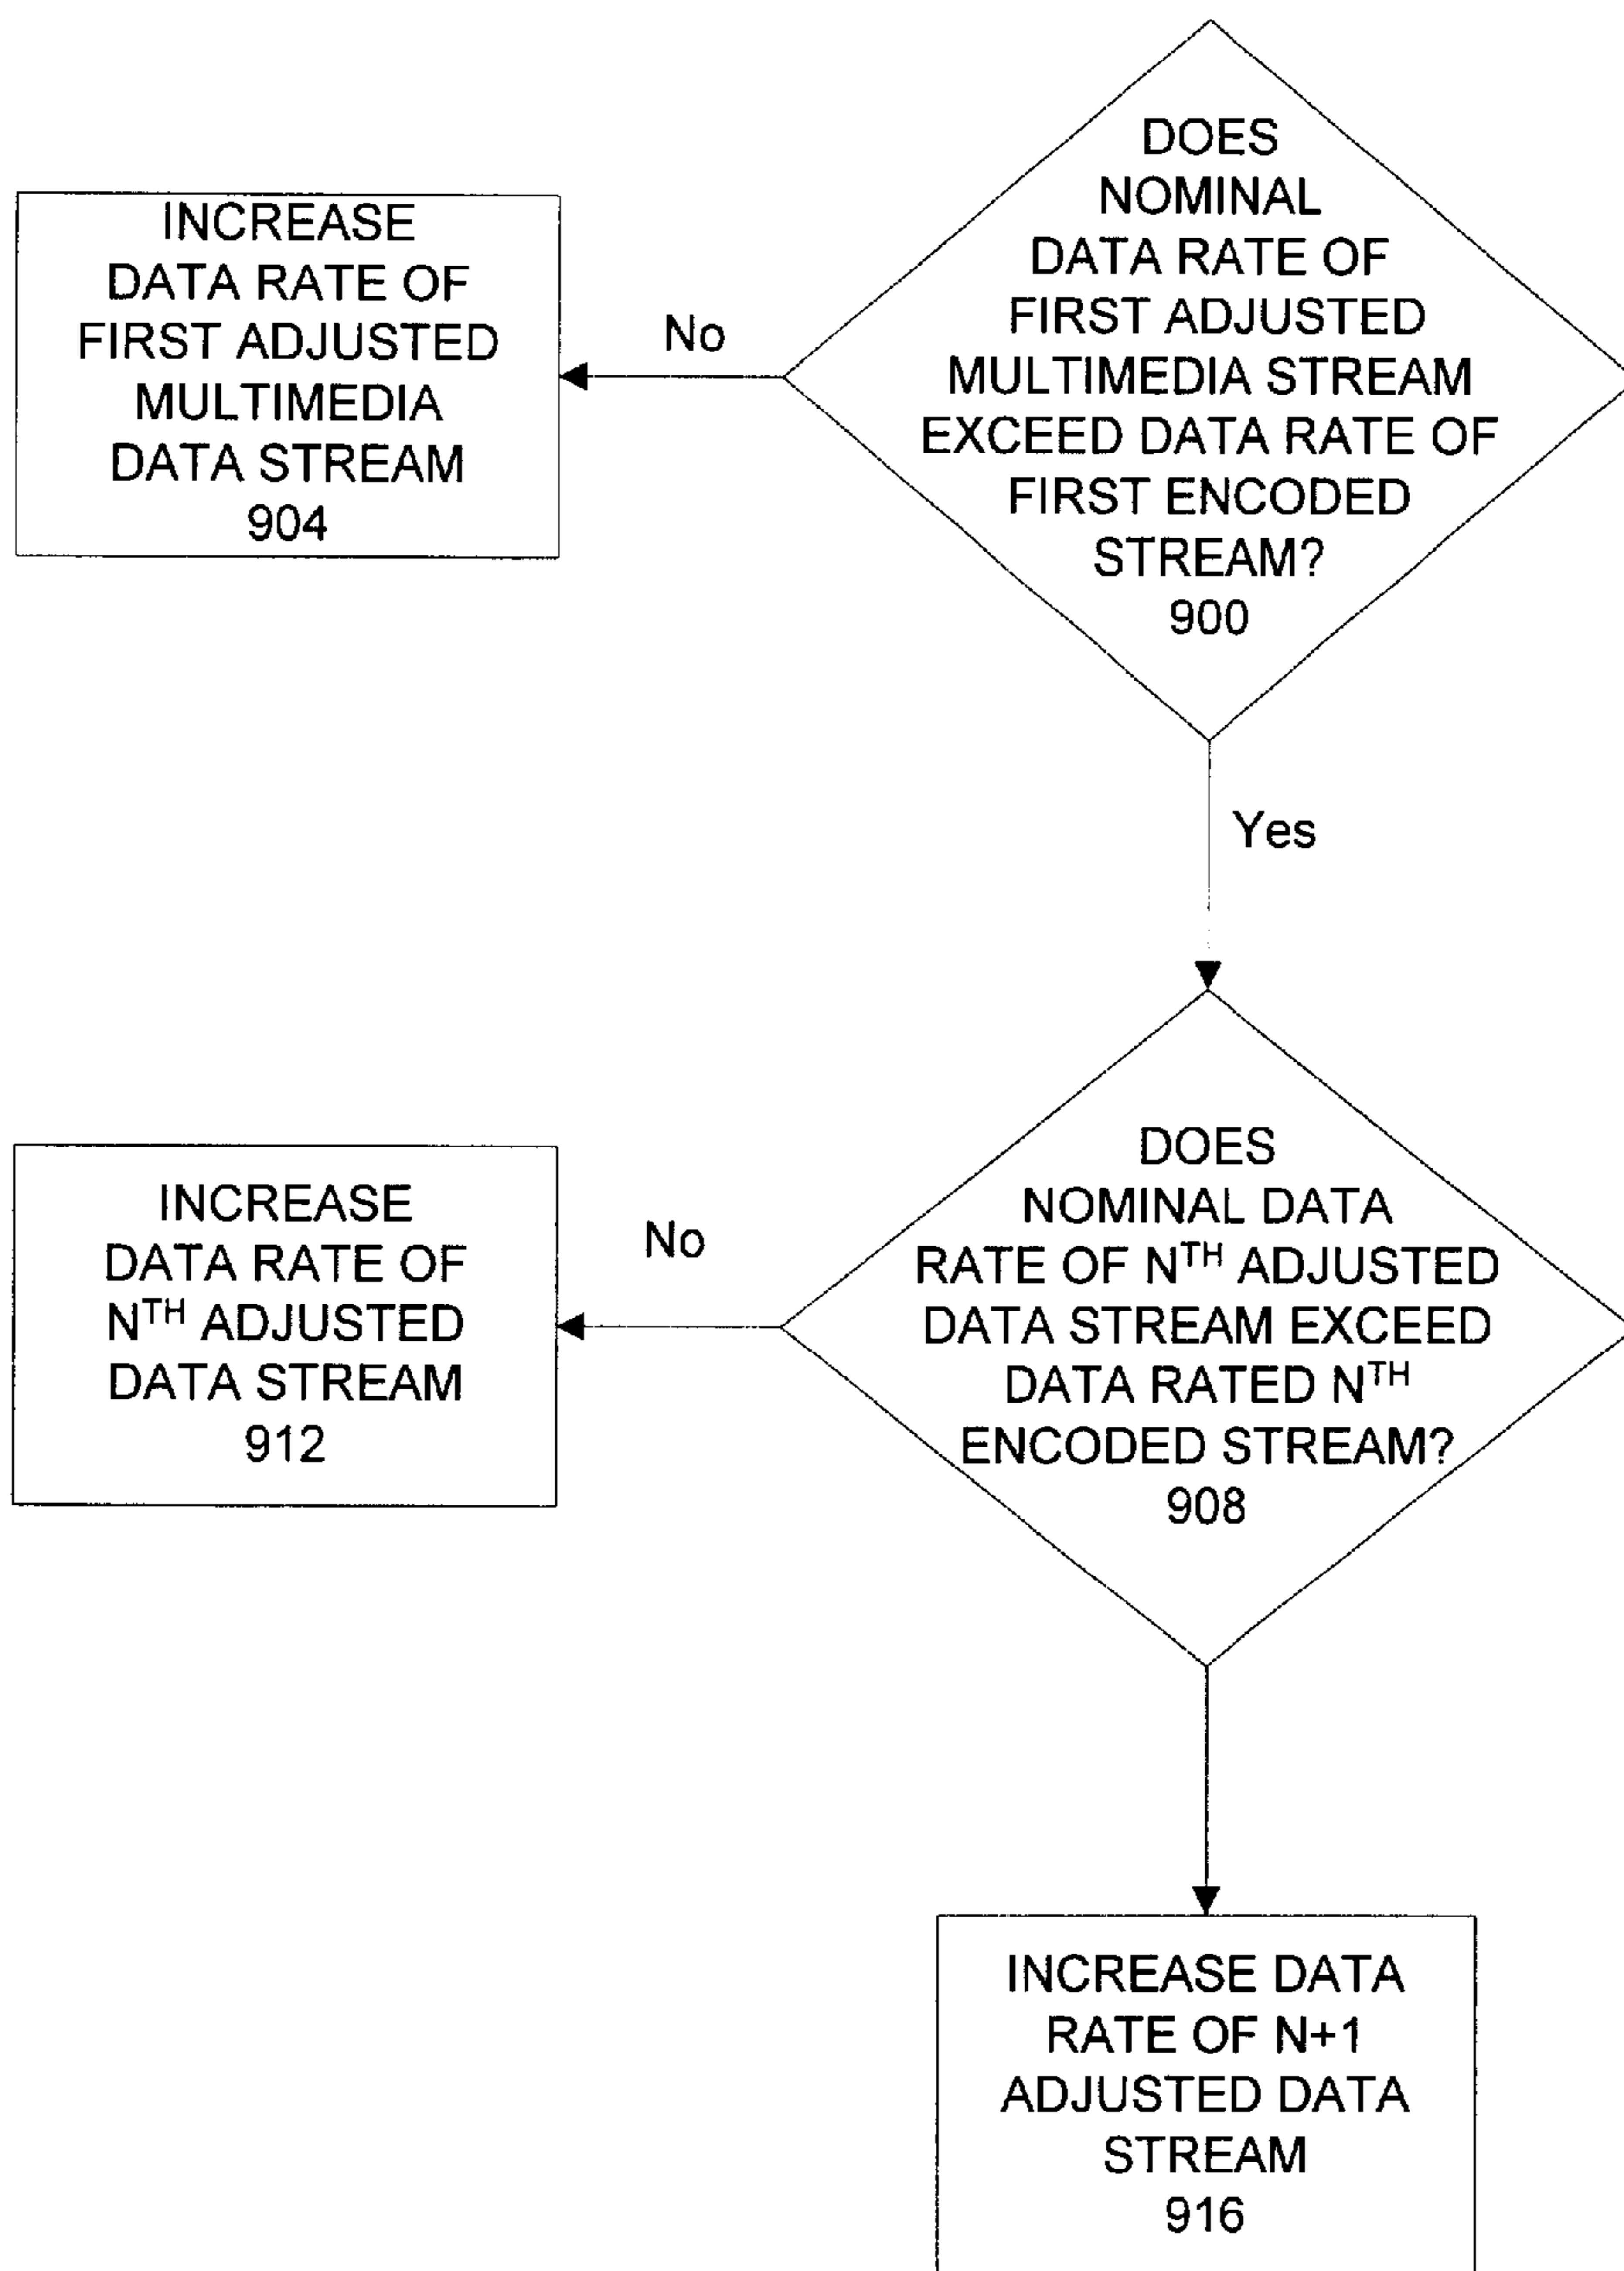 DOES
NOMINAL
DATA RATE OF
FIRST ADJUSTED
MULTIMEDIA STREAM
EXCEED DATA RATE OF
FIRST ENCODED
STREAM?
900
No
INCREASE
DATA RATE OF
FIRST ADJUSTED
MULTIMEDIA
DATA STREAM
904
Yes
DOES
NOMINAL DATA
RATE OF NTH ADJUSTED
DATA STREAM EXCEED
DATA RATED NTH
ENCODED STREAM?
908
No
INCREASE
DATA RATE OF
NTH ADJUSTED
DATA STREAM
912
INCREASE DATA
RATE OF N+1
ADJUSTED DATA
STREAM
916